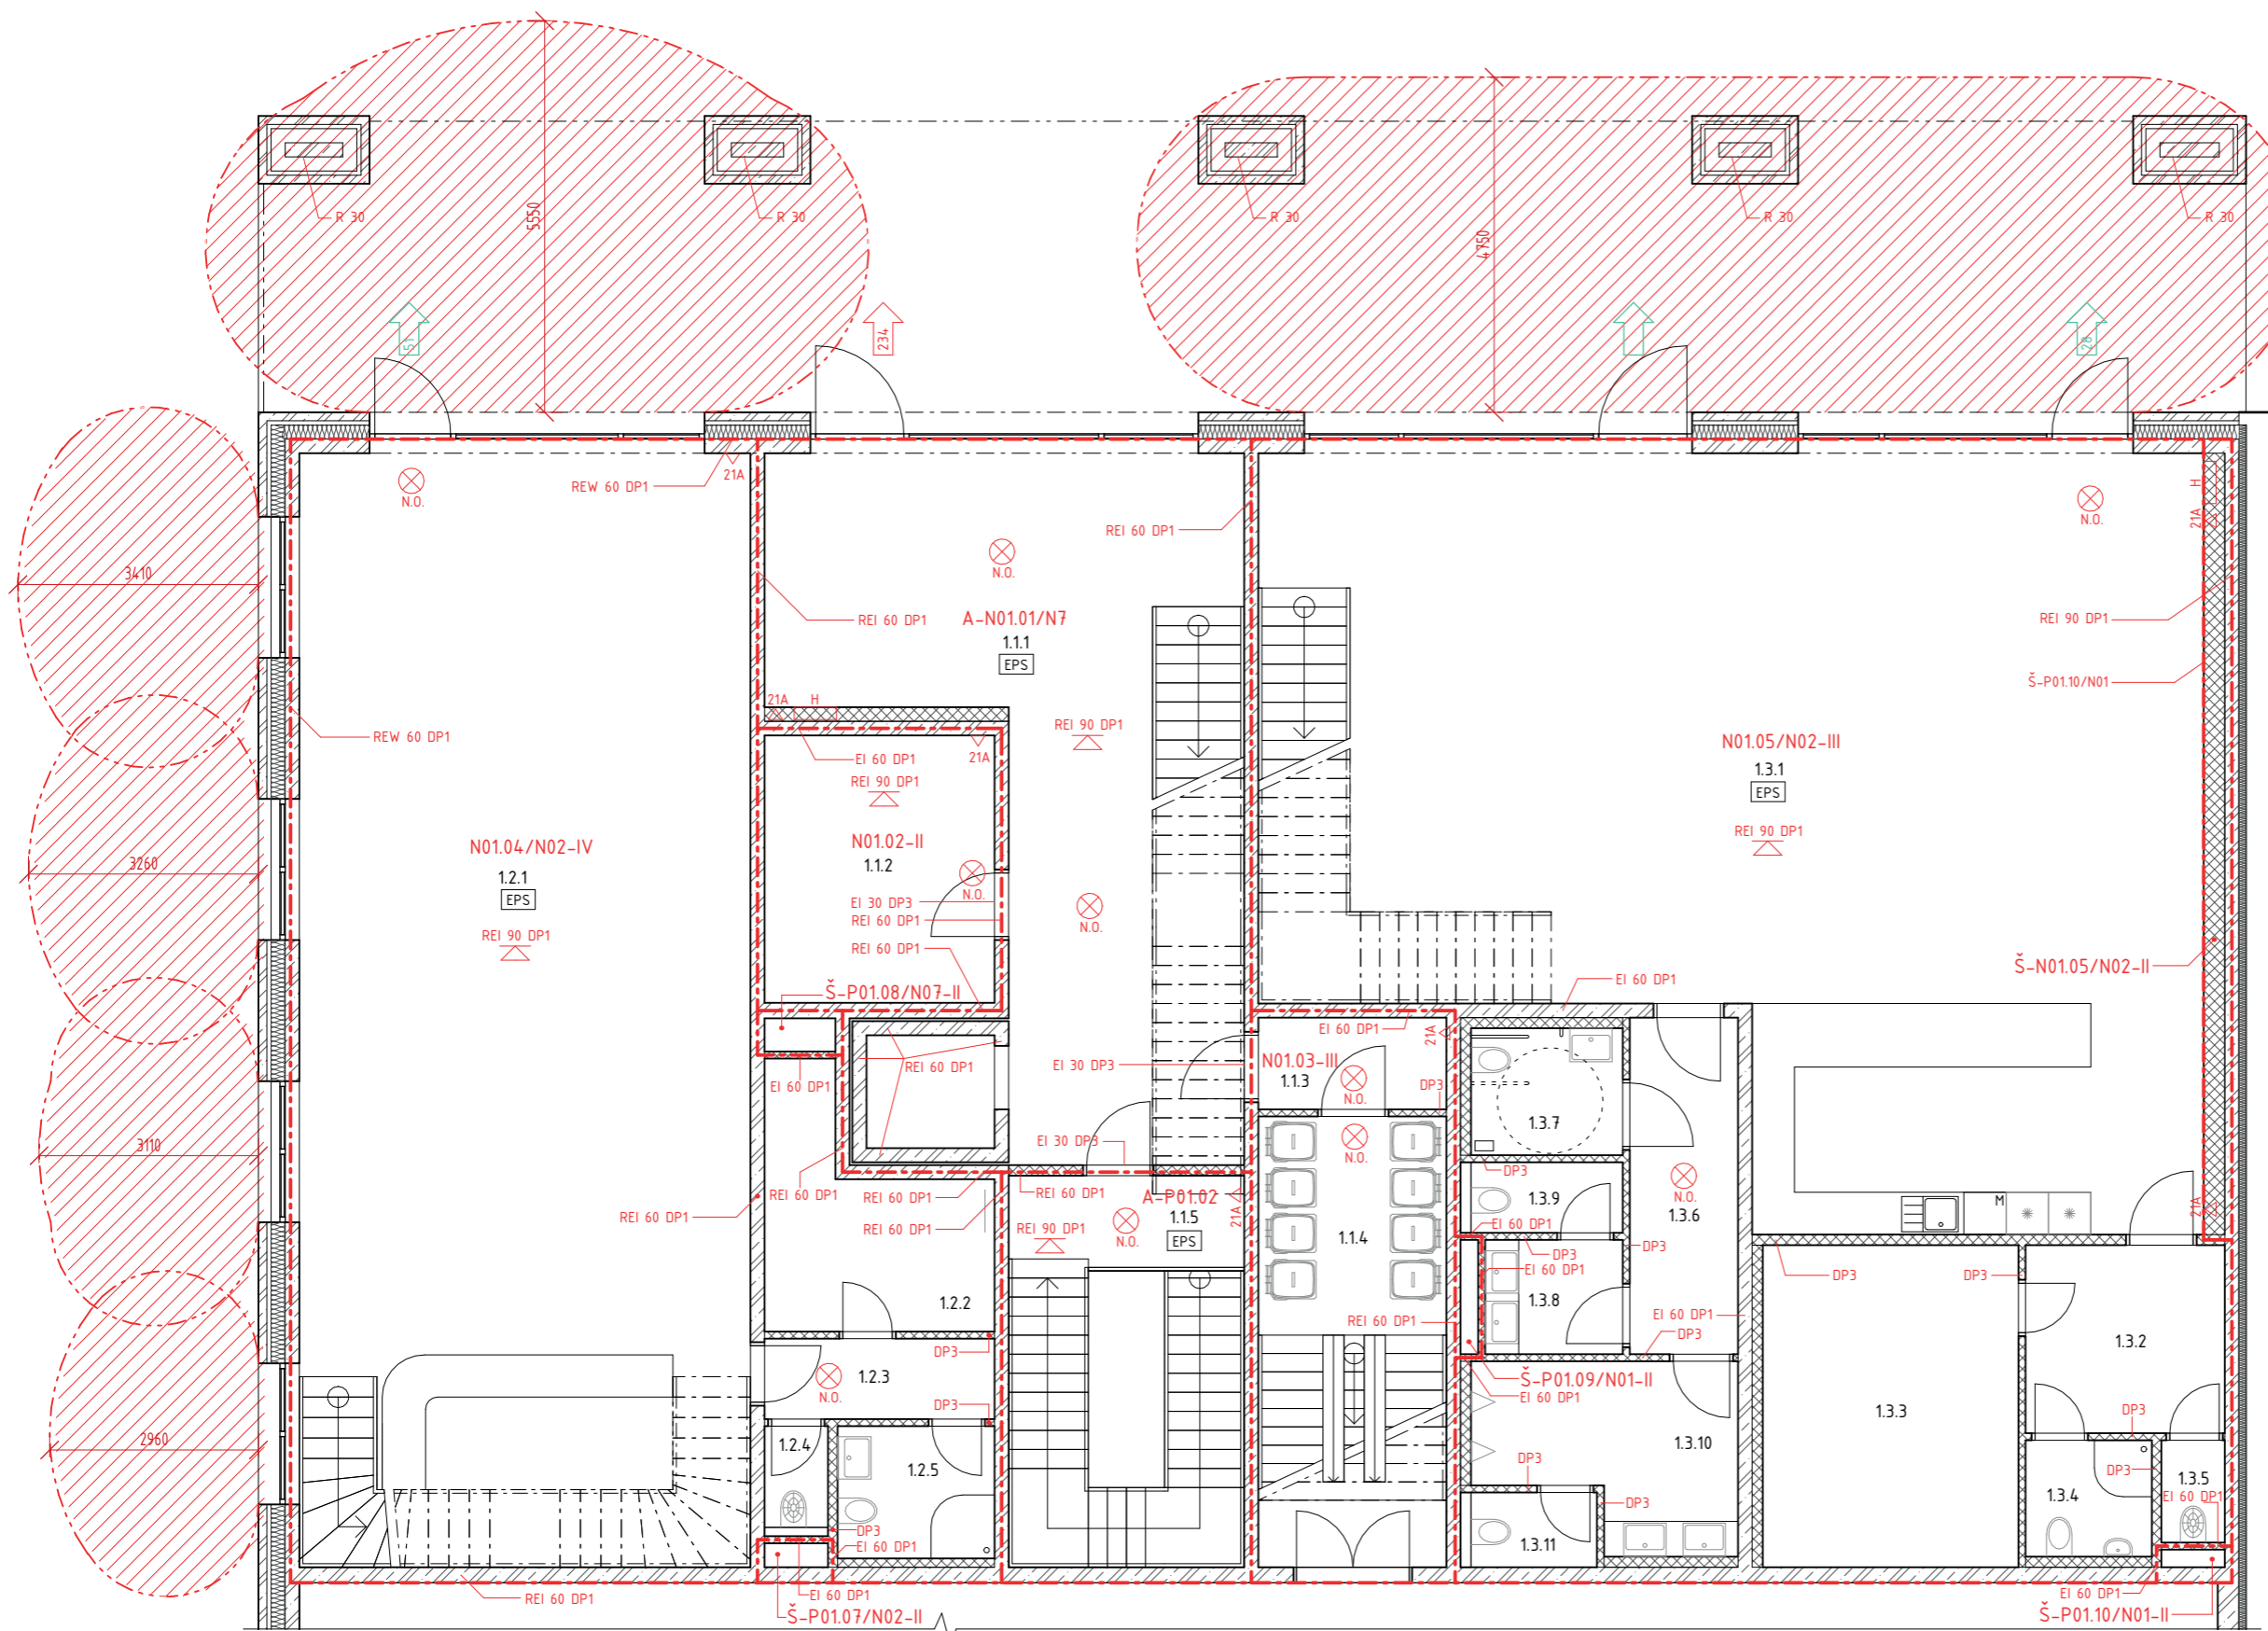 5550
4750
R 30
R 30
R 30
R 30
R 30
51
234
28
21A
REW 60 DP1
N.O.
N.O.
H
21A
REI 60 DP1
N.O.
3410
REI 60 DP1
A-N01.01/N7
1.1.1
EPS
REI 90 DP1
Š-P01.10/N01
21A
H
REI 90 DP1
REW 60 DP1
EI 60 DP1
21A
REI 90 DP1
N01.05/N02-III
1.3.1
EPS
REI 90 DP1
N01.04/N02-IV
1.2.1
EPS
REI 90 DP1
N01.02-II
1.1.2
3260
N.O.
EI 30 DP3
REI 60 DP1
N.O.
REI 60 DP1
Š-N01.05/N02-II
EI 60 DP1
Š-P01.08/N07-II
EI 60 DP1
21A
REI 60 DP1
EI 30 DP3
N01.03-III
1.1.3
N.O.
DP3
EI 60 DP1
1.3.7
3110
EI 30 DP3
N.O.
DP3
REI 60 DP1
REI 60 DP1
REI 60 DP1
A-P01.02
1.1.5
EPS
21A
1.3.9
N.O.
1.3.6
M
21A
REI 60 DP1
REI 60 DP1
REI 90 DP1
N.O.
1.1.4
EI 60 DP1
DP3
DP3
EI 60 DP1
DP3
DP3
1.2.2
1.3.8
REI 60 DP1
EI 60 DP1
DP3
1.3.2
DP3
1.2.3
N.O.
Š-P01.09/N01-II
EI 60 DP1
DP3
1.3.3
DP3
2960
1.2.4
1.2.5
1.3.10
DP3
DP3
1.3.5
1.3.4
EI 60 DP1
DP3
DP3
EI 60 DP1
1.3.11
REI 60 DP1
EI 60 DP1
Š-P01.07/N02-II
EI 60 DP1
Š-P01.10/N01-II